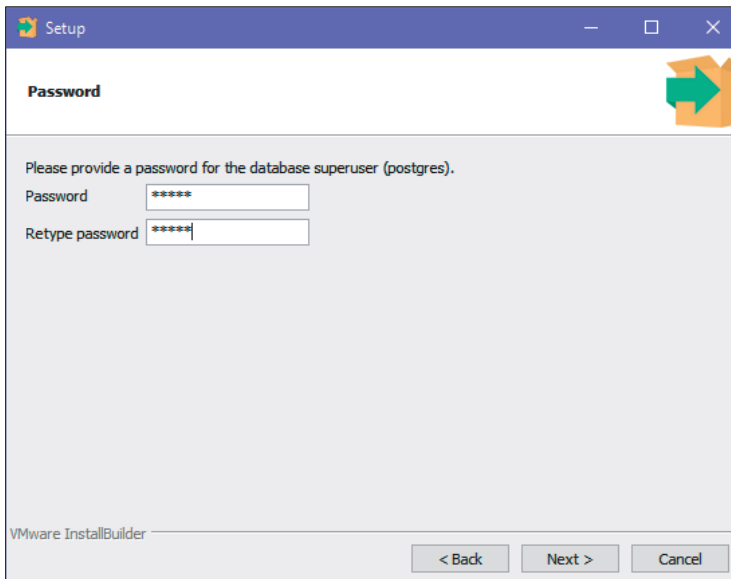 Setup
Password
Please provide a password for the database superuser (postgres).
Password *****
Retype password *****
VMware InstallBuilder
< Back Next > Cancel